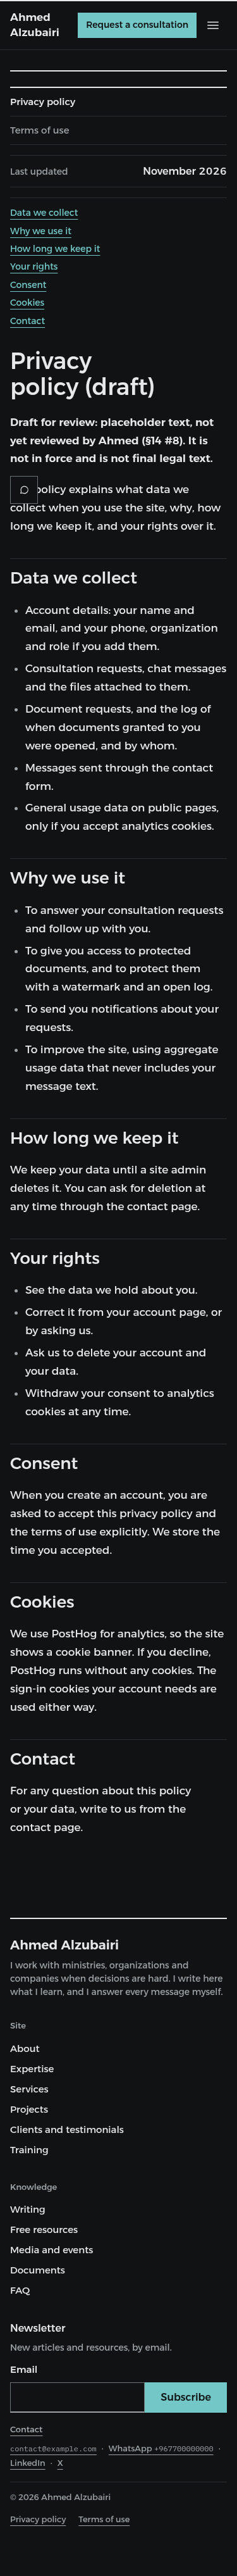 Ahmed
Alzubairi
Request a consultation
Privacy policy
Terms of use
Last updated
November 2026
Data we collect
Why we use it
How long we keep it
Your rights
Consent
Cookies
Contact
Privacy
policy (draft)
Draft for review: placeholder text, not
yet reviewed by Ahmed (§14 #8). It is
not in force and is not final legal text.
policy explains what data we
collect when you use the site, why, how
long we keep it, and your rights over it.
Data we collect
• Account details: your name and
email, and your phone, organization
and role if you add them.
• Consultation requests, chat messages
and the files attached to them.
• Document requests, and the log of
when documents granted to you
were opened, and by whom.
• Messages sent through the contact
form.
• General usage data on public pages,
only if you accept analytics cookies.
Why we use it
• To answer your consultation requests
and follow up with you.
• To give you access to protected
documents, and to protect them
with a watermark and an open log.
• To send you notifications about your
requests.
• To improve the site, using aggregate
usage data that never includes your
message text.
How long we keep it
We keep your data until a site admin
deletes it. You can ask for deletion at
any time through the contact page.
Your rights
• See the data we hold about you.
• Correct it from your account page, or
by asking us.
• Ask us to delete your account and
your data.
• Withdraw your consent to analytics
cookies at any time.
Consent
When you create an account, you are
asked to accept this privacy policy and
the terms of use explicitly. We store the
time you accepted.
Cookies
We use PostHog for analytics, so the site
shows a cookie banner. If you decline,
PostHog runs without any cookies. The
sign-in cookies your account needs are
used either way.
Contact
For any question about this policy
or your data, write to us from the
contact page.
Ahmed Alzubairi
I work with ministries, organizations and
companies when decisions are hard. I write here
what I learn, and I answer every message myself.
Site
About
Expertise
Services
Projects
Clients and testimonials
Training
Knowledge
Writing
Free resources
Media and events
Documents
FAQ
Newsletter
New articles and resources, by email.
Email
Subscribe
Contact
contact@example.com · WhatsApp +967700000000 ·
LinkedIn · X
© 2026 Ahmed Alzubairi
Privacy policy Terms of use